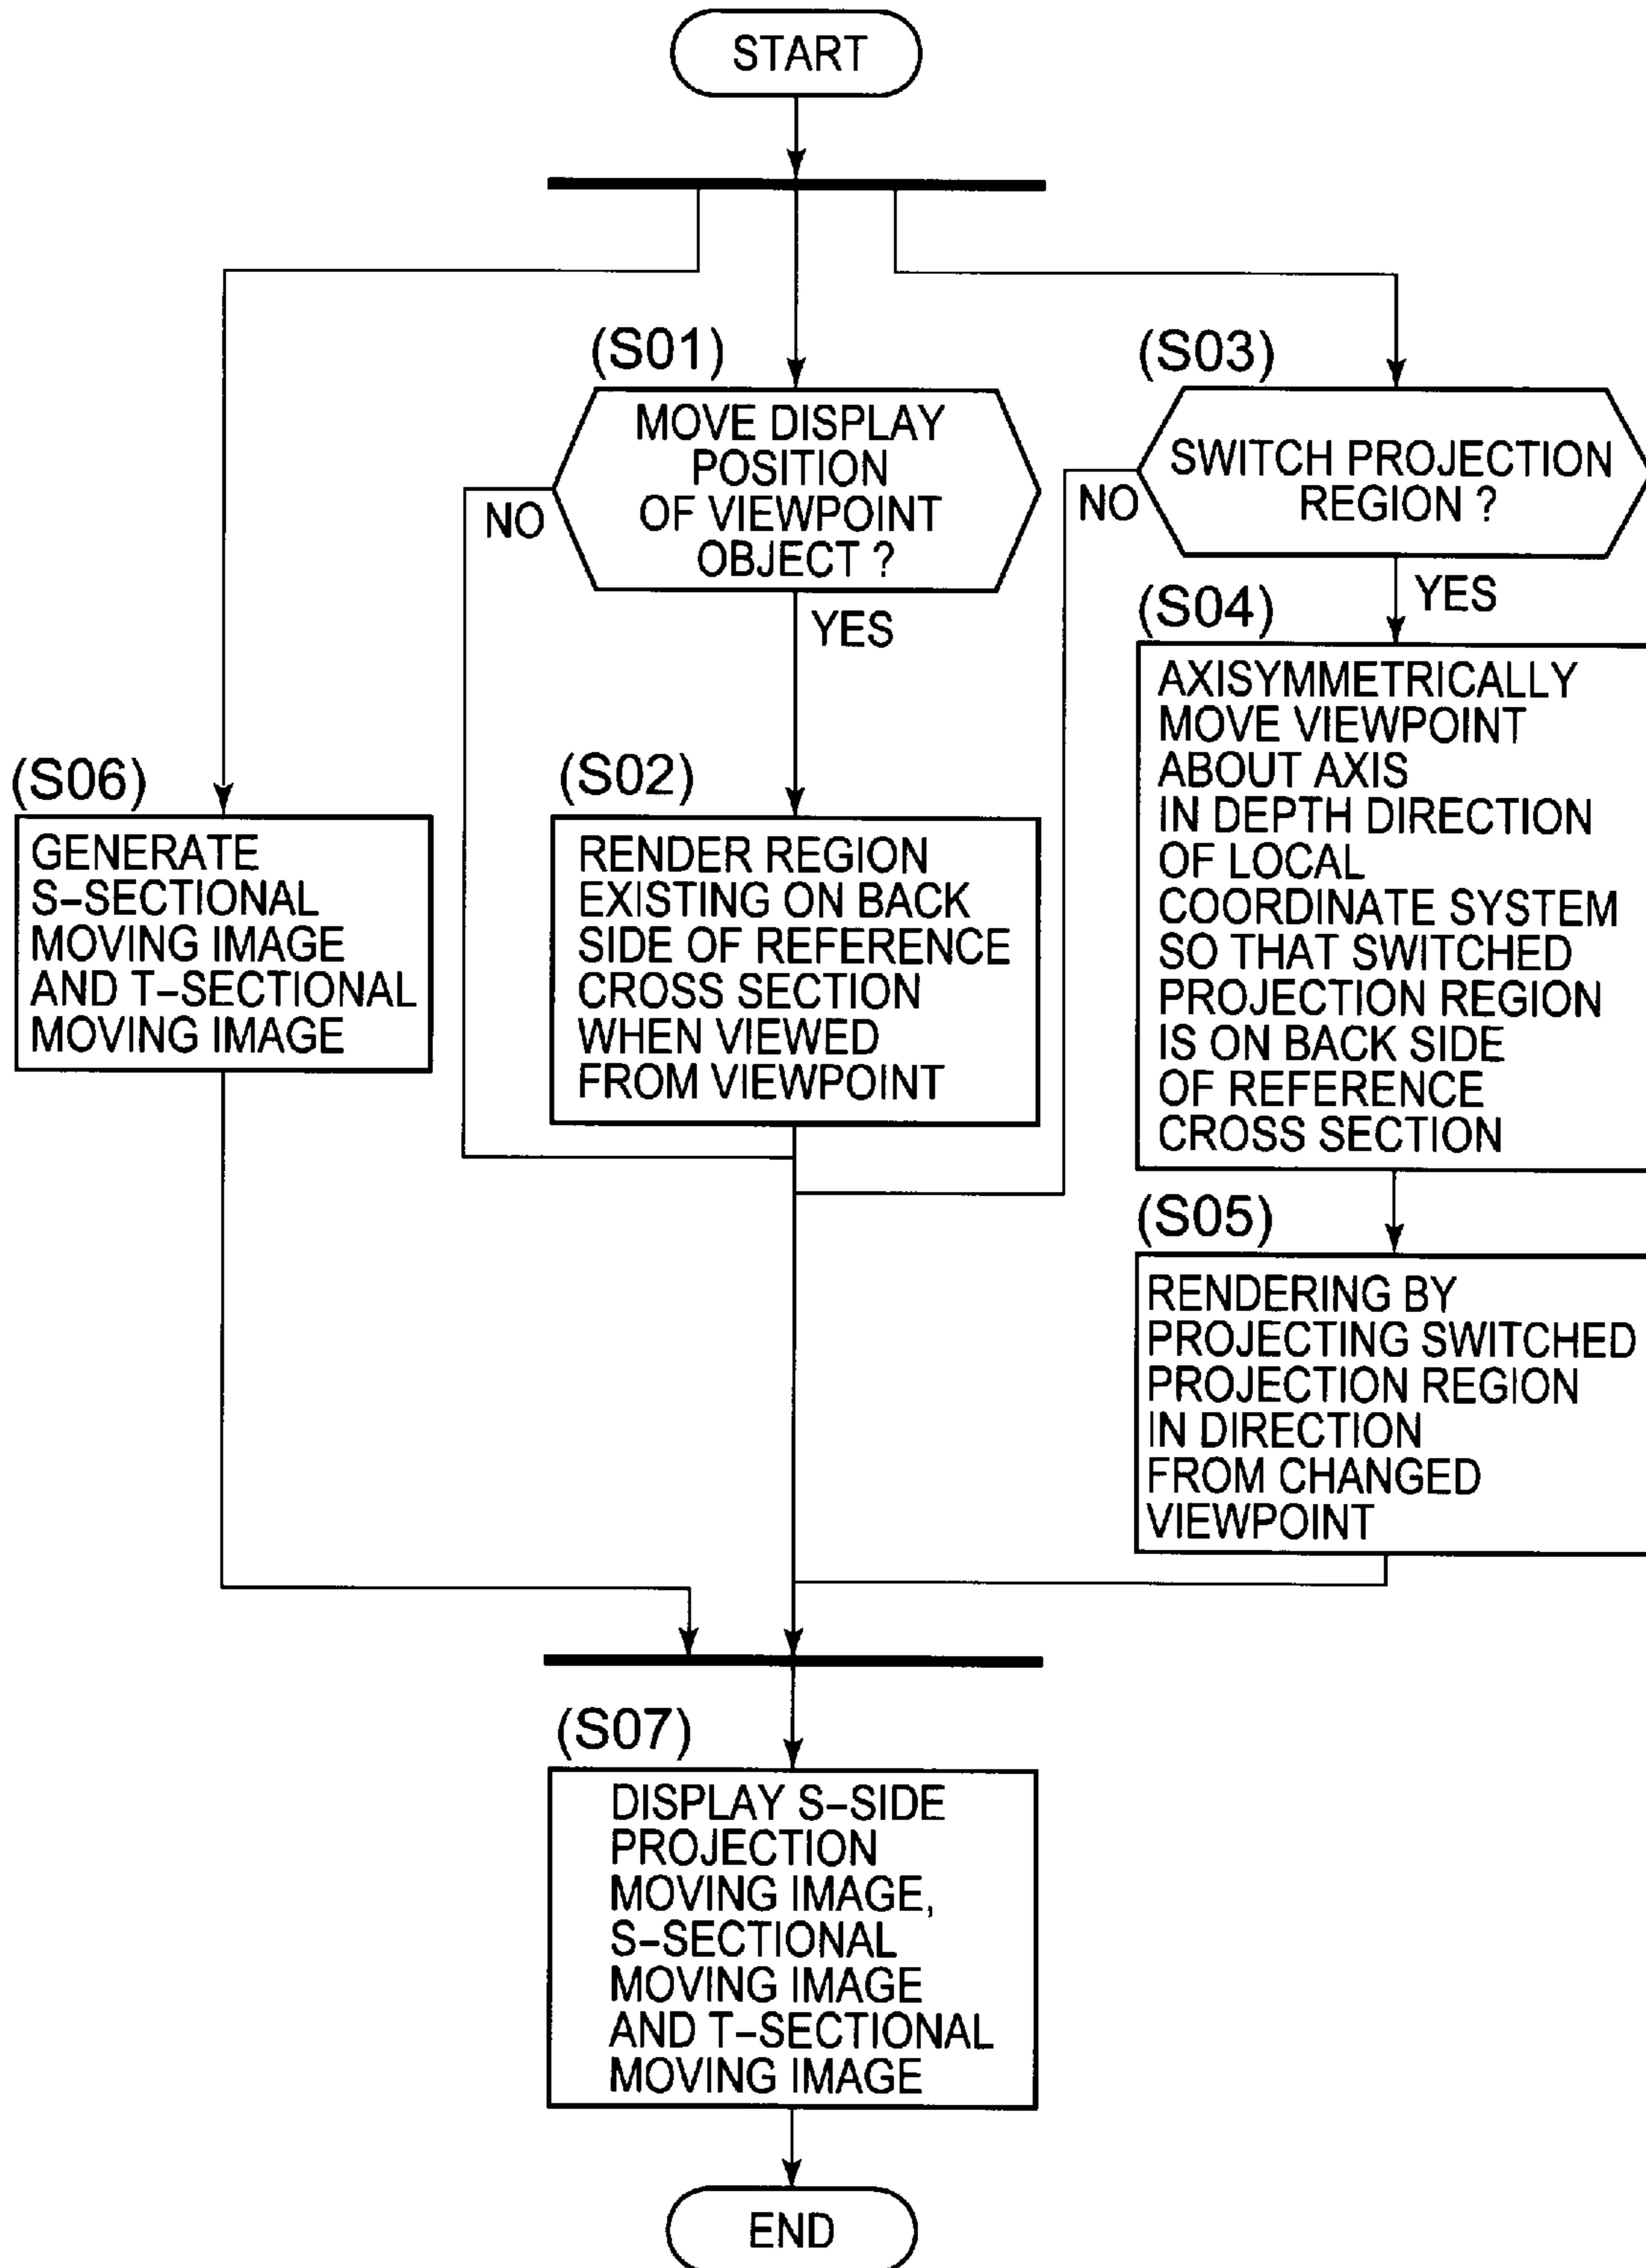 START
(S01)
MOVE DISPLAY
POSITION
OF VIEWPOINT
OBJECT ?
NO
YES
(S03)
SWITCH PROJECTION
REGION ?
NO
YES
(S04)
AXISYMMETRICALLY
MOVE VIEWPOINT
ABOUT AXIS
IN DEPTH DIRECTION
OF LOCAL
COORDINATE SYSTEM
SO THAT SWITCHED
PROJECTION REGION
IS ON BACK SIDE
OF REFERENCE
CROSS SECTION
(S06)
GENERATE
S-SECTIONAL
MOVING IMAGE
AND T-SECTIONAL
MOVING IMAGE
(S02)
RENDER REGION
EXISTING ON BACK
SIDE OF REFERENCE
CROSS SECTION
WHEN VIEWED
FROM VIEWPOINT
(S05)
RENDERING BY
PROJECTING SWITCHED
PROJECTION REGION
IN DIRECTION
FROM CHANGED
VIEWPOINT
(S07)
DISPLAY S-SIDE
PROJECTION
MOVING IMAGE,
S-SECTIONAL
MOVING IMAGE
AND T-SECTIONAL
MOVING IMAGE
END